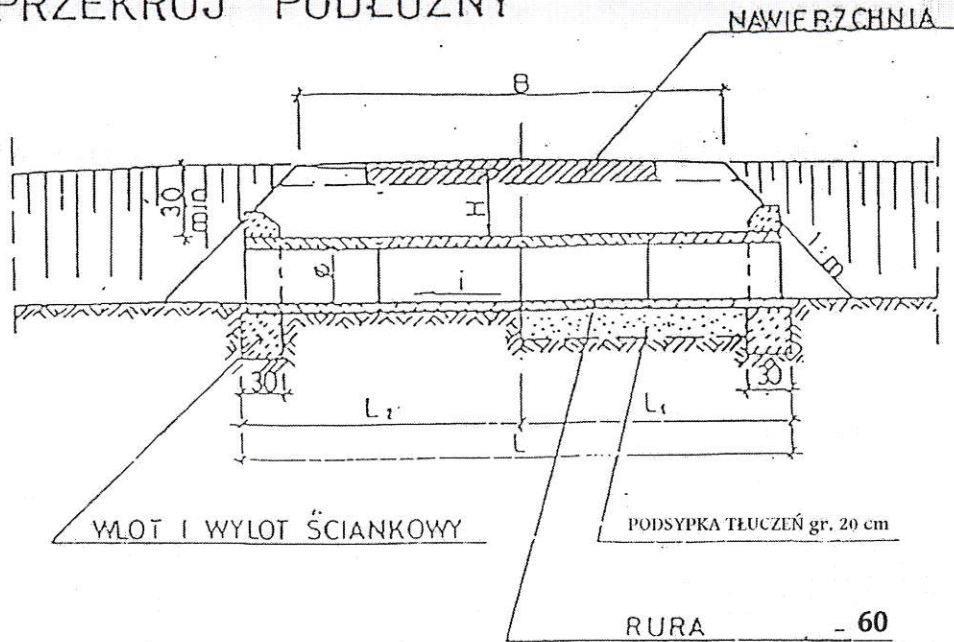 PRZEKRÓJ PODŁUŻNY
NAWIERZCHNIA
B
30 min
H
1:m
φ
i
30
30
L₂
L₁
L
WLOT I WYLOT ŚCIANKOWY
PODSYPKA TŁUCZEŃ gr. 20 cm
RURA - 60